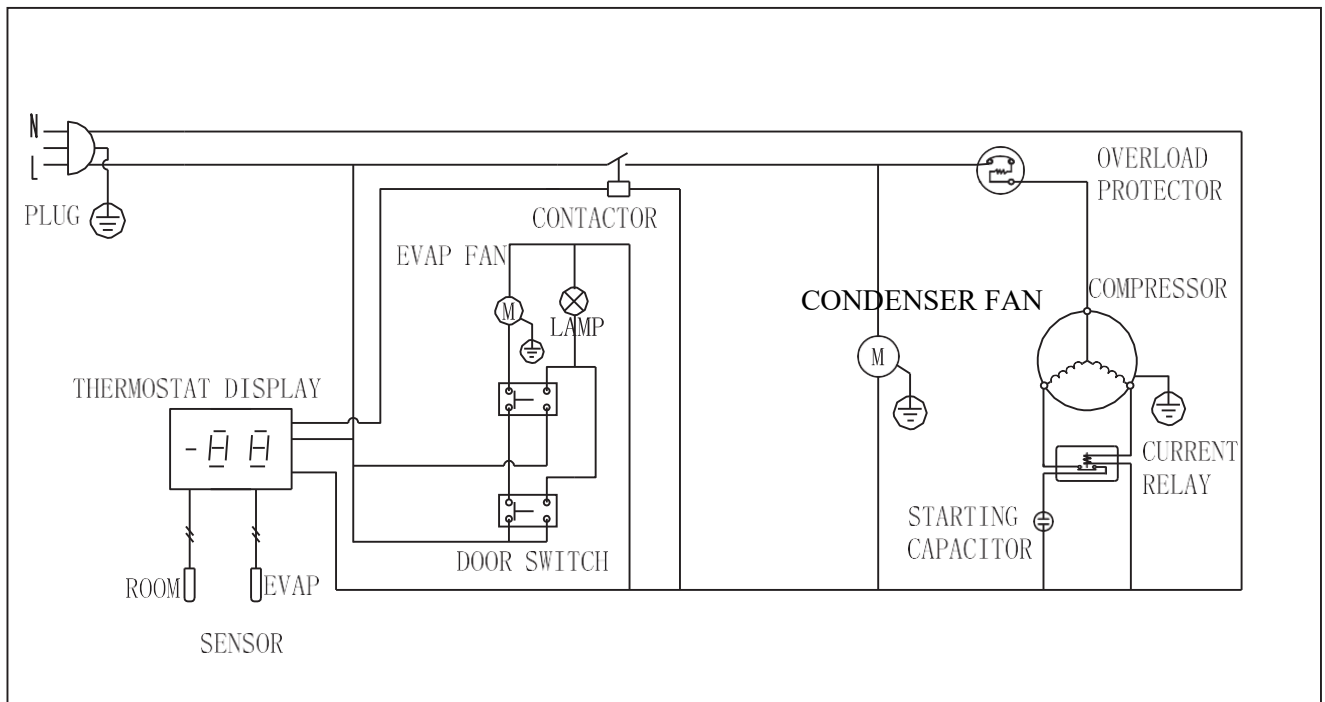 N
L
PLUG
OVERLOAD
PROTECTOR
CONTACTOR
EVAP FAN
M
LAMP
CONDENSER FAN
M
COMPRESSOR
THERMOSTAT DISPLAY
-88
CURRENT
RELAY
STARTING
CAPACITOR
DOOR SWITCH
ROOM
EVAP
SENSOR